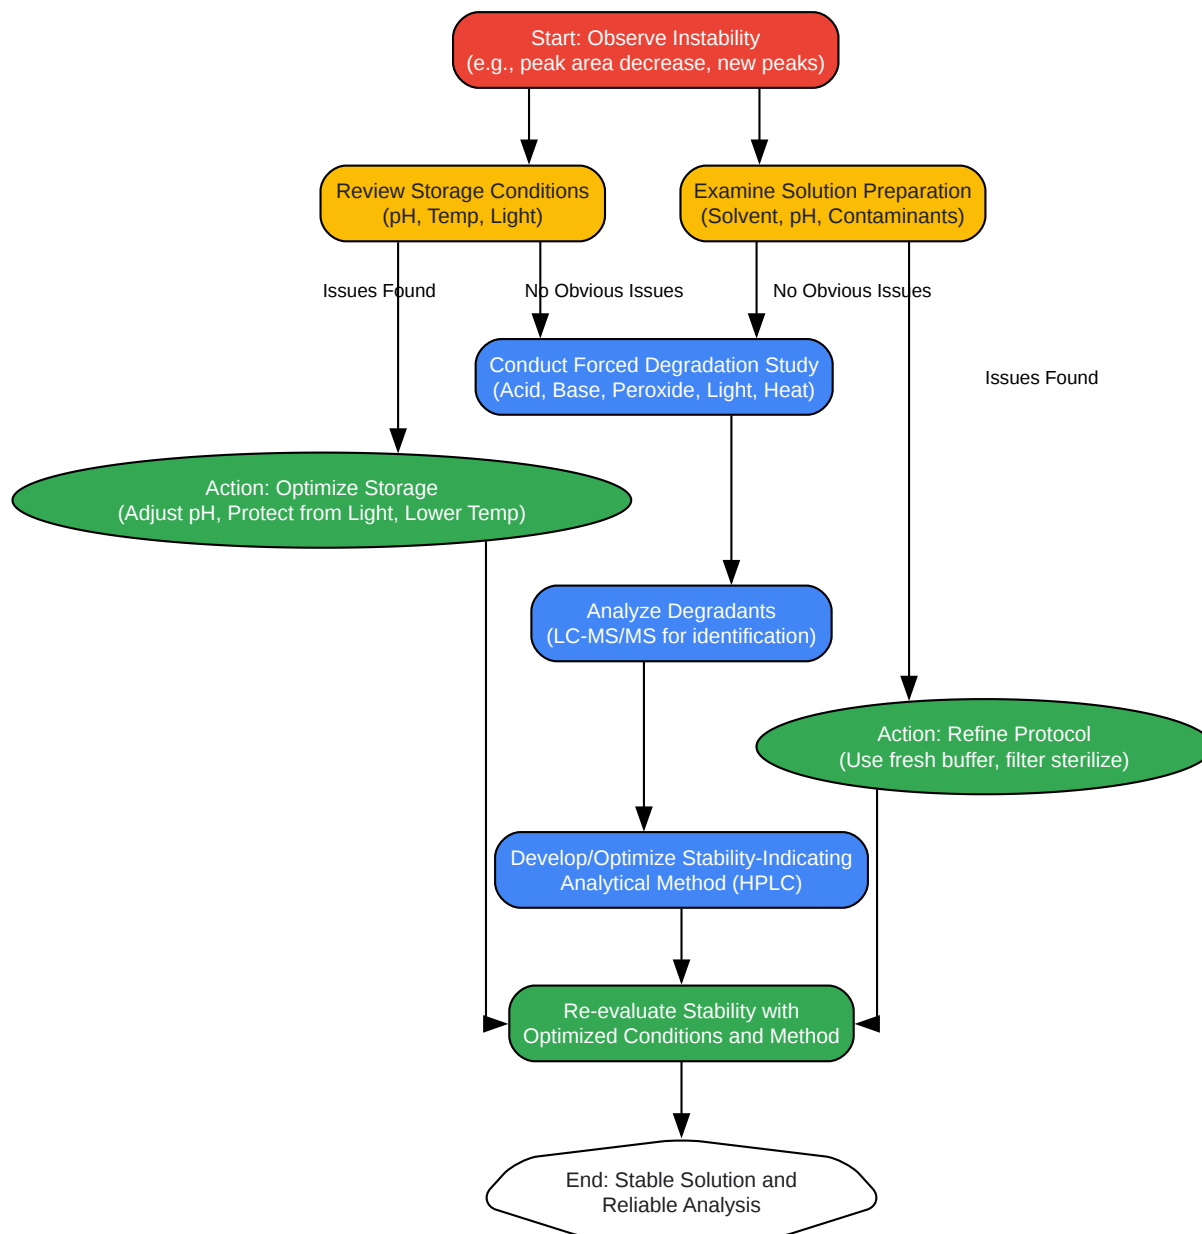 Start: Observe Instability
(e.g., peak area decrease, new peaks)
Review Storage Conditions
(pH, Temp, Light)
Examine Solution Preparation
(Solvent, pH, Contaminants)
Issues Found
No Obvious Issues
No Obvious Issues
Conduct Forced Degradation Study
(Acid, Base, Peroxide, Light, Heat)
Issues Found
Action: Optimize Storage
(Adjust pH, Protect from Light, Lower Temp)
Analyze Degradants
(LC-MS/MS for identification)
Action: Refine Protocol
(Use fresh buffer, filter sterilize)
Develop/Optimize Stability-Indicating
Analytical Method (HPLC)
Re-evaluate Stability with
Optimized Conditions and Method
End: Stable Solution and
Reliable Analysis